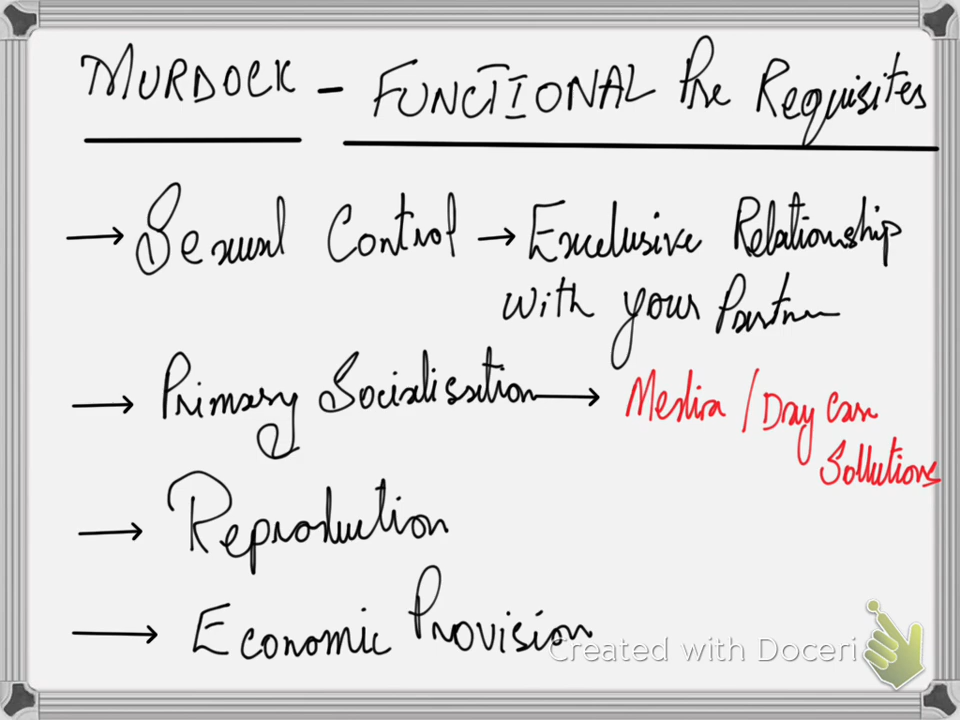 MURDOCK - FUNCTIONAL Pre Requisites
→ Sexual Control → Exclusive Relationship
with your Partner
→ Primary Socialisation → Media / Day Care
Sollutions
→ Reproduction
→ Economic Provision
Created with Doceri